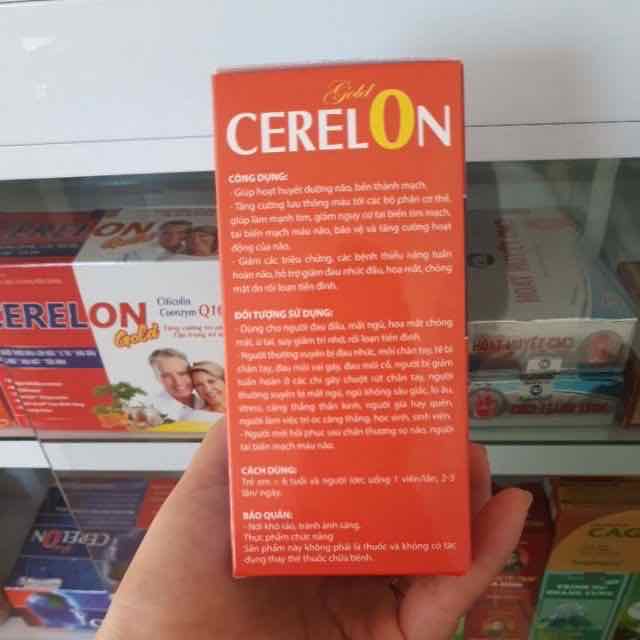 Gold
CERELON
CÔNG DỤNG:
- Giúp hoạt huyết dưỡng não, bền thành mạch.
- Tăng cường lưu thông máu tới các bộ phận cơ thể,
giúp làm mạnh tim, giảm nguy cơ tai biến tim mạch,
tai biến mạch máu não, bảo vệ và tăng cường hoạt
động của não.
- Giảm các triệu chứng, các bệnh thiểu năng tuần
hoàn não, hỗ trợ giảm đau nhức đầu, hoa mắt, chóng
mặt do rối loạn tiền đình.
ĐỐI TƯỢNG SỬ DỤNG:
- Dùng cho người đau đầu, mất ngủ, hoa mắt chóng
mặt, ù tai, suy giảm trí nhớ, rối loạn tiền đình.
- Người thường xuyên bị đau nhức, mỏi chân tay, tê bì
chân tay, đau mỏi vai gáy, đau mỏi cổ, người bị giảm
tuần hoàn ở các chi gây chuột rút chân tay, người
thường xuyên bị mất ngủ, ngủ không sâu giấc, lo âu,
stress, căng thẳng thần kinh, người già hay quên,
người làm việc trí óc căng thẳng, học sinh, sinh viên.
- Người mới hồi phục sau chấn thương sọ não, người
tai biến mạch máu não.
CÁCH DÙNG:
Trẻ em > 6 tuổi và người lớn: uống 1 viên/lần, 2-3
lần/ ngày.
BẢO QUẢN:
- Nơi khô ráo, tránh ánh sáng.
Thực phẩm chức năng
Sản phẩm này không phải là thuốc và không có tác
dụng thay thế thuốc chữa bệnh.
CERELON
Gold
Citicolin
Coenzym Q10